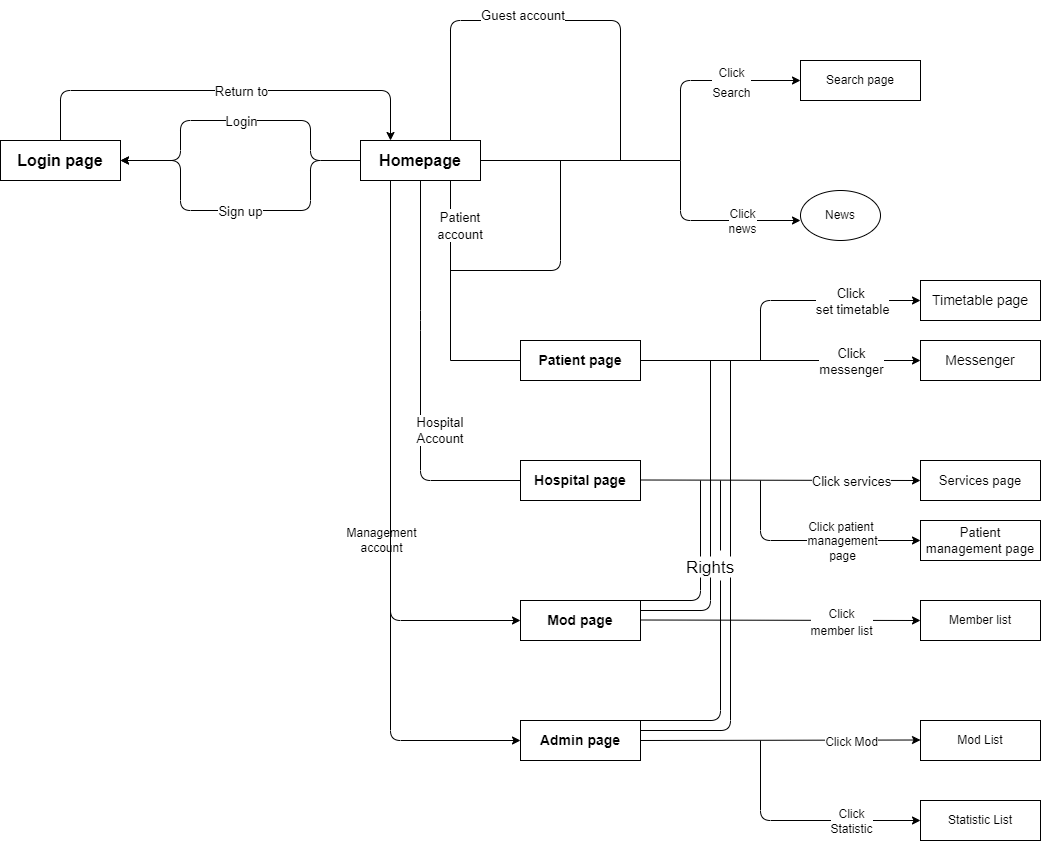 Guest account
Click
Search
Search page
Return to
Login
Login page
Homepage
Sign up
Patient
account
Click
news
News
Click
set timetable
Timetable page
Patient page
Click
messenger
Messenger
Hospital
Account
Hospital page
Click services
Services page
Management
account
Click patient
management
page
Patient
management page
Rights
Mod page
Click
member list
Member list
Admin page
Click Mod
Mod List
Click
Statistic
Statistic List